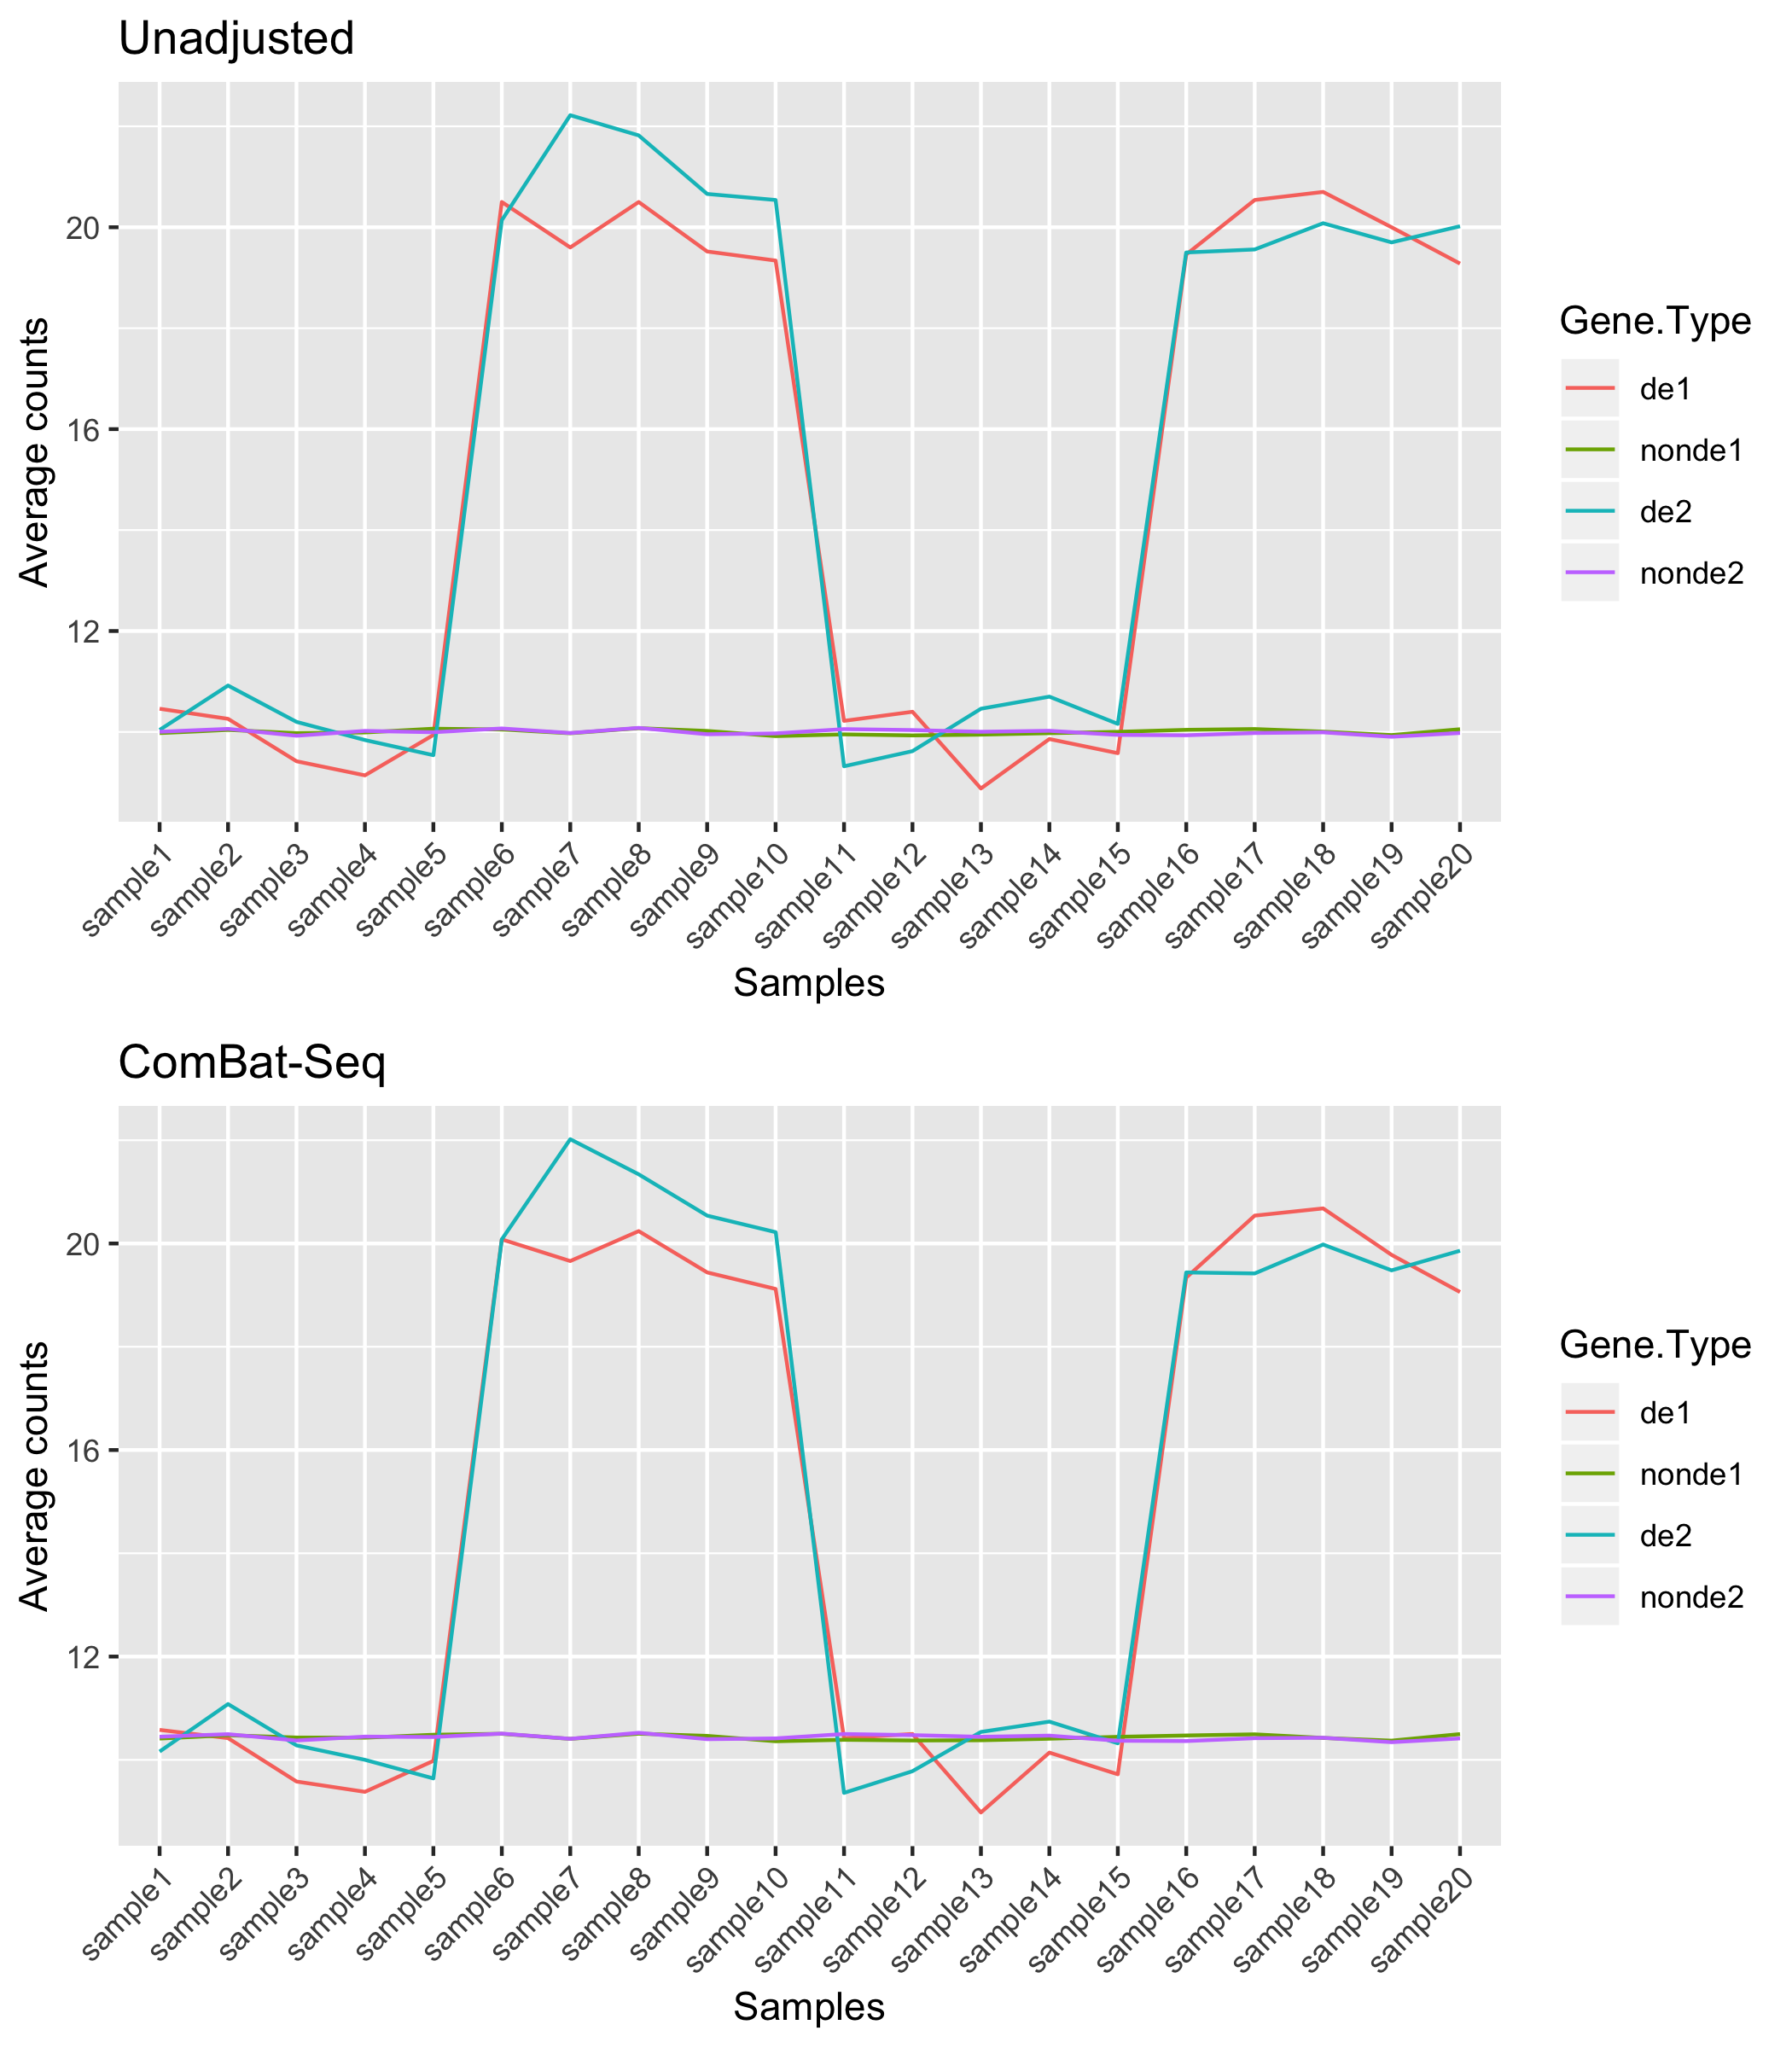 Unadjusted
Average counts
20
16
12
sample1
sample2
sample3
sample4
sample5
sample6
sample7
sample8
sample9
sample10
sample11
sample12
sample13
sample14
sample15
sample16
sample17
sample18
sample19
sample20
Samples
Gene.Type
de1
nonde1
de2
nonde2
ComBat-Seq
Average counts
20
16
12
sample1
sample2
sample3
sample4
sample5
sample6
sample7
sample8
sample9
sample10
sample11
sample12
sample13
sample14
sample15
sample16
sample17
sample18
sample19
sample20
Samples
Gene.Type
de1
nonde1
de2
nonde2